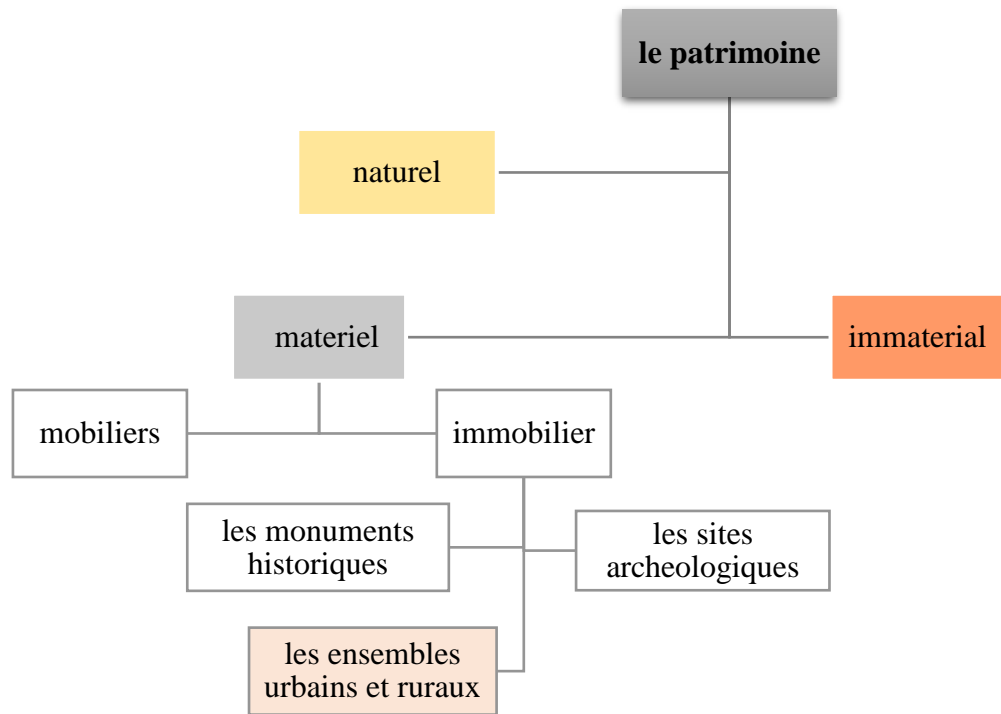 le patrimoine
naturel
materiel
immaterial
mobiliers
immobilier
les monuments
historiques
les sites
archeologiques
les ensembles
urbains et ruraux